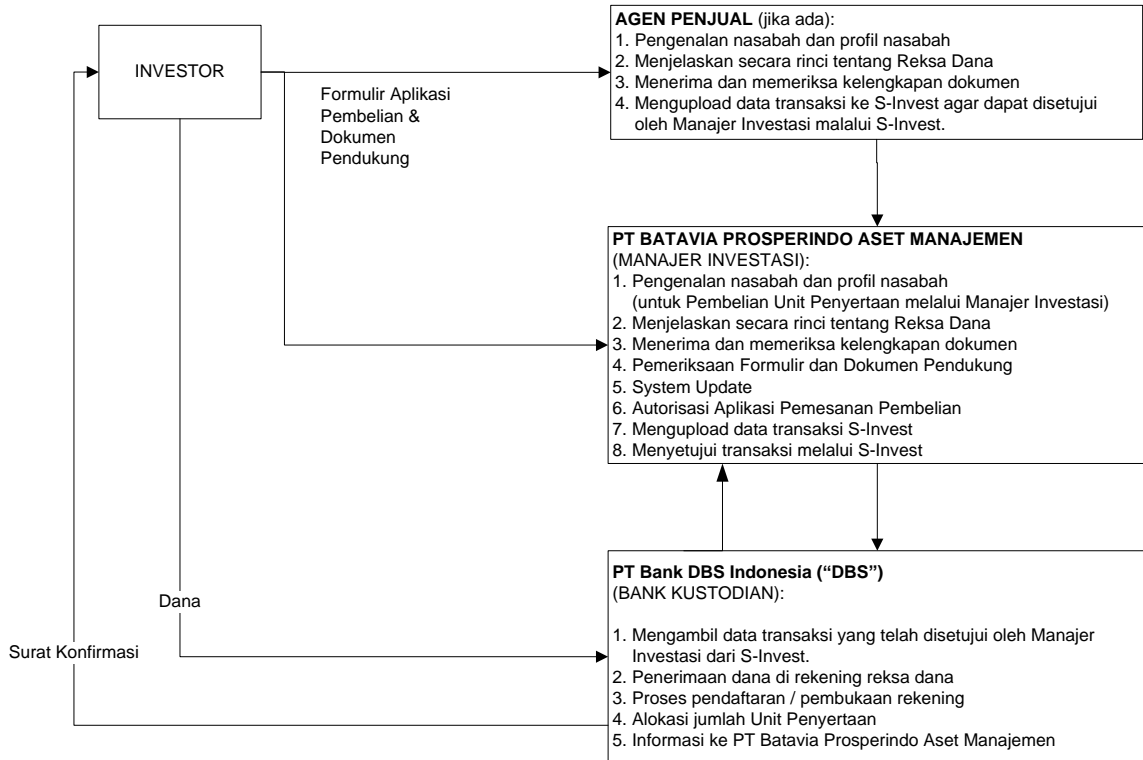 AGEN PENJUAL (jika ada):
1. Pengenalan nasabah dan profil nasabah
2. Menjelaskan secara rinci tentang Reksa Dana
3. Menerima dan memeriksa kelengkapan dokumen
4. Mengupload data transaksi ke S-Invest agar dapat disetujui
oleh Manajer Investasi malalui S-Invest.
INVESTOR
Formulir Aplikasi
Pembelian &
Dokumen
Pendukung
PT BATAVIA PROSPERINDO ASET MANAJEMEN
(MANAJER INVESTASI):
1. Pengenalan nasabah dan profil nasabah
(untuk Pembelian Unit Penyertaan melalui Manajer Investasi)
2. Menjelaskan secara rinci tentang Reksa Dana
3. Menerima dan memeriksa kelengkapan dokumen
4. Pemeriksaan Formulir dan Dokumen Pendukung
5. System Update
6. Autorisasi Aplikasi Pemesanan Pembelian
7. Mengupload data transaksi S-Invest
8. Menyetujui transaksi melalui S-Invest
PT Bank DBS Indonesia (“DBS”)
(BANK KUSTODIAN):
1. Mengambil data transaksi yang telah disetujui oleh Manajer
Investasi dari S-Invest.
2. Penerimaan dana di rekening reksa dana
3. Proses pendaftaran / pembukaan rekening
4. Alokasi jumlah Unit Penyertaan
5. Informasi ke PT Batavia Prosperindo Aset Manajemen
Dana
Surat Konfirmasi